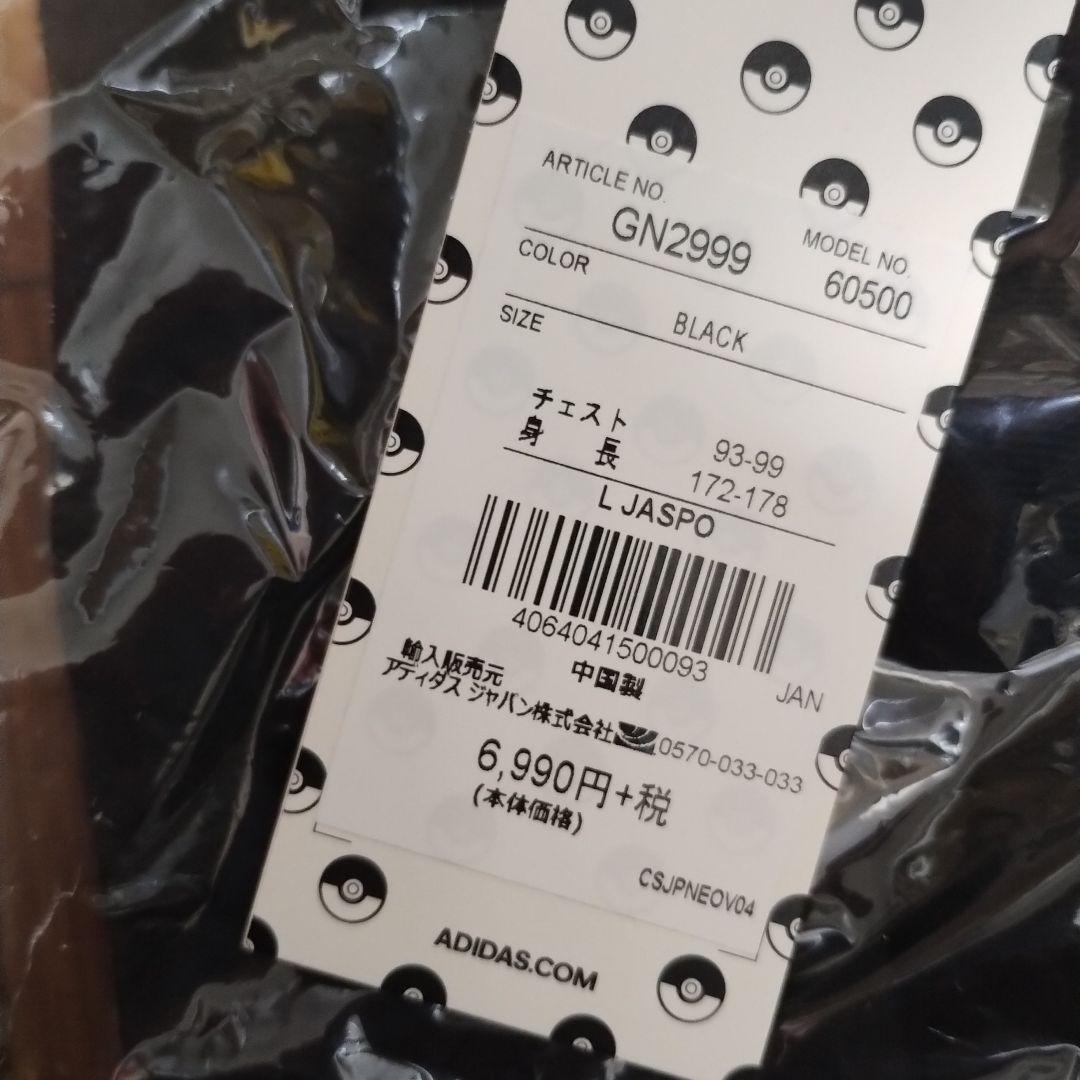 ARTICLE NO.
GN2999
MODEL NO.
60500
COLOR
BLACK
SIZE
チェスト 93-99
身 長 172-178
L JASPO
4064041500093
JAN
中国製
輸入販売元
アディダス ジャパン株式会社 0570-033-033
6,990円+税
(本体価格)
CSJPNEOV04
ADIDAS.COM